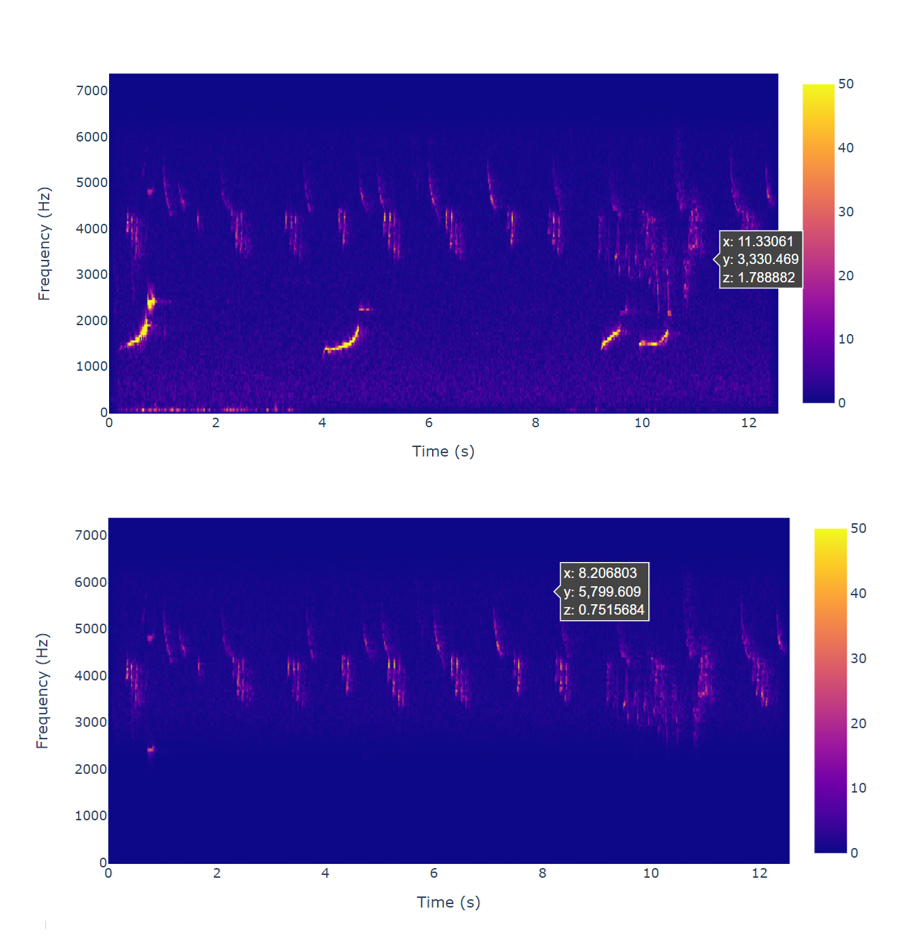 7000
6000
5000
4000
3000
2000
1000
0
Frequency (Hz)
0 2 4 6 8 10 12
Time (s)
50
40
30
20
10
0
x: 11.33061
y: 3,330.469
z: 1.788882
7000
6000
5000
4000
3000
2000
1000
0
Frequency (Hz)
0 2 4 6 8 10 12
Time (s)
50
40
30
20
10
0
x: 8.206803
y: 5,799.609
z: 0.7515684